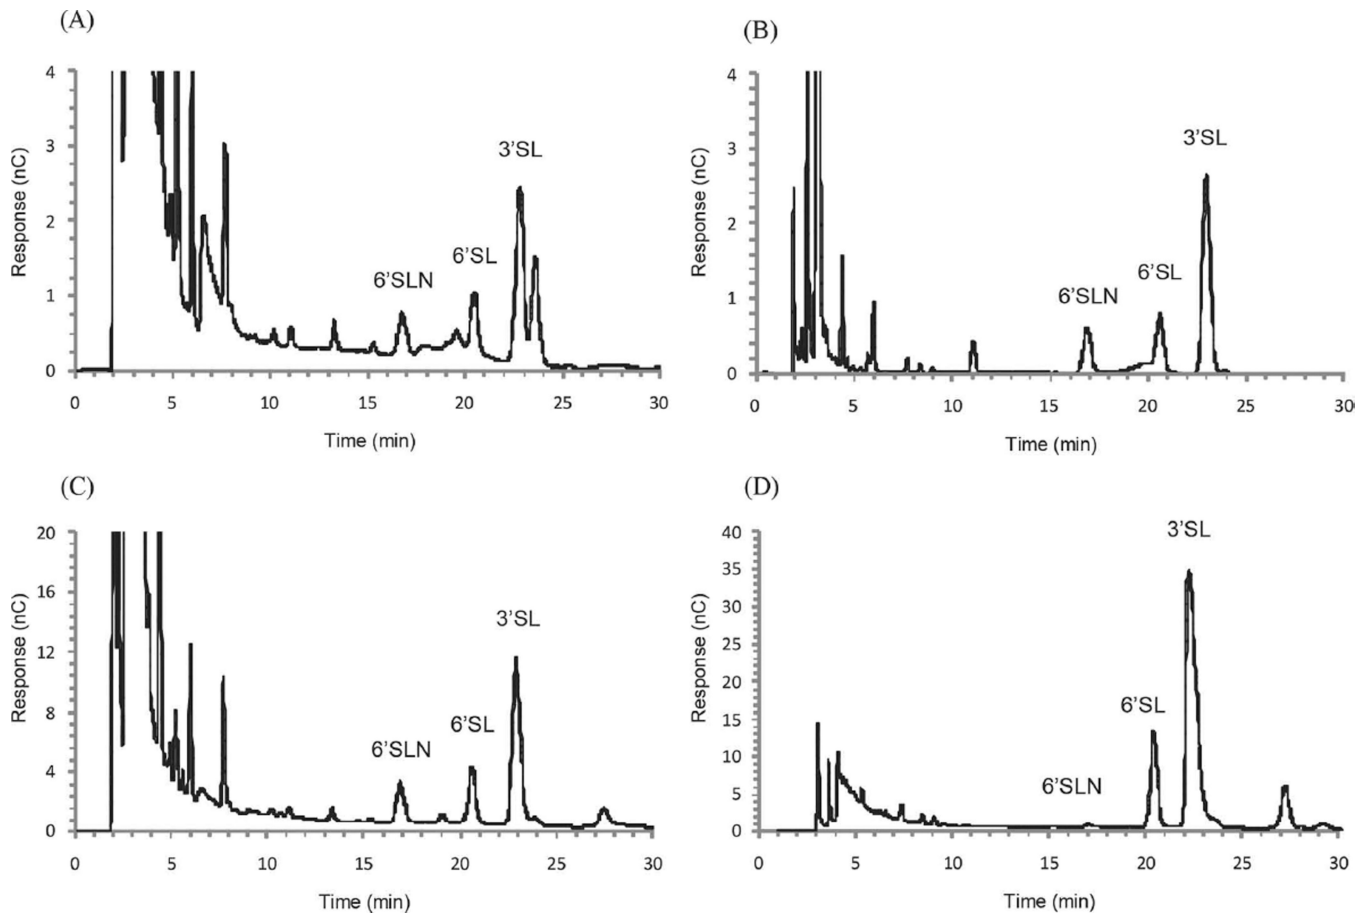 (A)
4
3
2
1
0
Response (nC)
3’SL
6’SL
6’SLN
0 5 10 15 20 25 30
Time (min)
(B)
4
3
2
1
0
Response (nC)
3’SL
6’SL
6’SLN
0 5 10 15 20 25 30
Time (min)
(C)
20
16
12
8
4
0
Response (nC)
3’SL
6’SL
6’SLN
0 5 10 15 20 25 30
Time (min)
(D)
40
35
30
25
20
15
10
5
0
Response (nC)
3’SL
6’SL
6’SLN
0 5 10 15 20 25 30
Time (min)